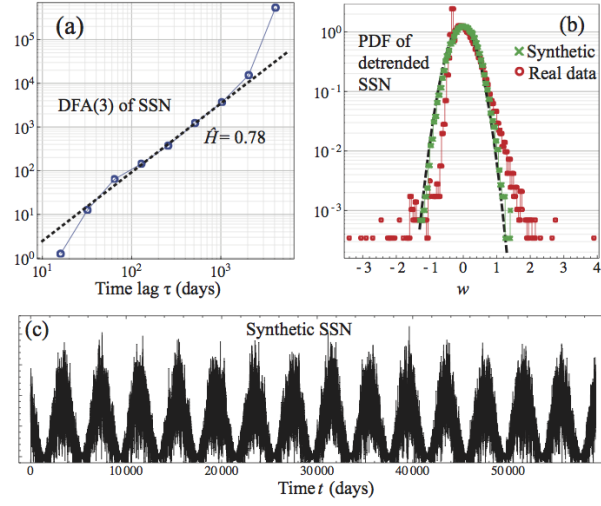 (a)
DFA(3) of SSN
Ĥ= 0.78
10^5
10^4
10^3
10^2
10^1
10^0
10^1 10^2 10^3
Time lag τ (days)
(b)
PDF of
detrended
SSN
Synthetic
Real data
10^0
10^-1
10^-2
10^-3
-3 -2 -1 0 1 2 3 4
w
(c)
Synthetic SSN
0 10 000 20 000 30 000 40 000 50 000
Time t (days)